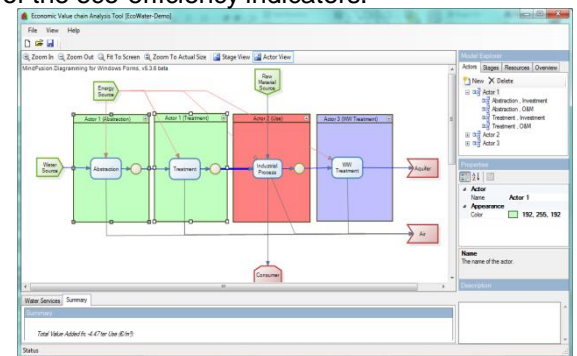 of the eco-efficiency indicators.
Economic Value chain Analysis Tool [EcoWater-Demo]
File View Help
Zoom In Zoom Out Fit To Screen Zoom To Actual Size Stage View Actor View
MindFusion.Diagramming for Windows Forms, v5.3.8 beta
Raw
Material
Source
Energy
Source
Actor 1 (Abstraction)
Actor 1 (Treatment)
Actor 2 (Use)
Actor 3 (WW Treatment)
Water
Source
Abstraction
Treatment
Industrial
Process
WW
Treatment
Aquifer
Air
Consumer
Model Explorer
Actors Stages Resources Overview
New Delete
Actor 1
Abstraction , Investment
Abstraction , O&M
Treatment , Investment
Treatment , O&M
Actor 2
Actor 3
Properties
Actor
Name Actor 1
Appearance
Color 192, 255, 192
Name
The name of the actor.
Description
Water Services Summary
Summary
Total Value Added
Status